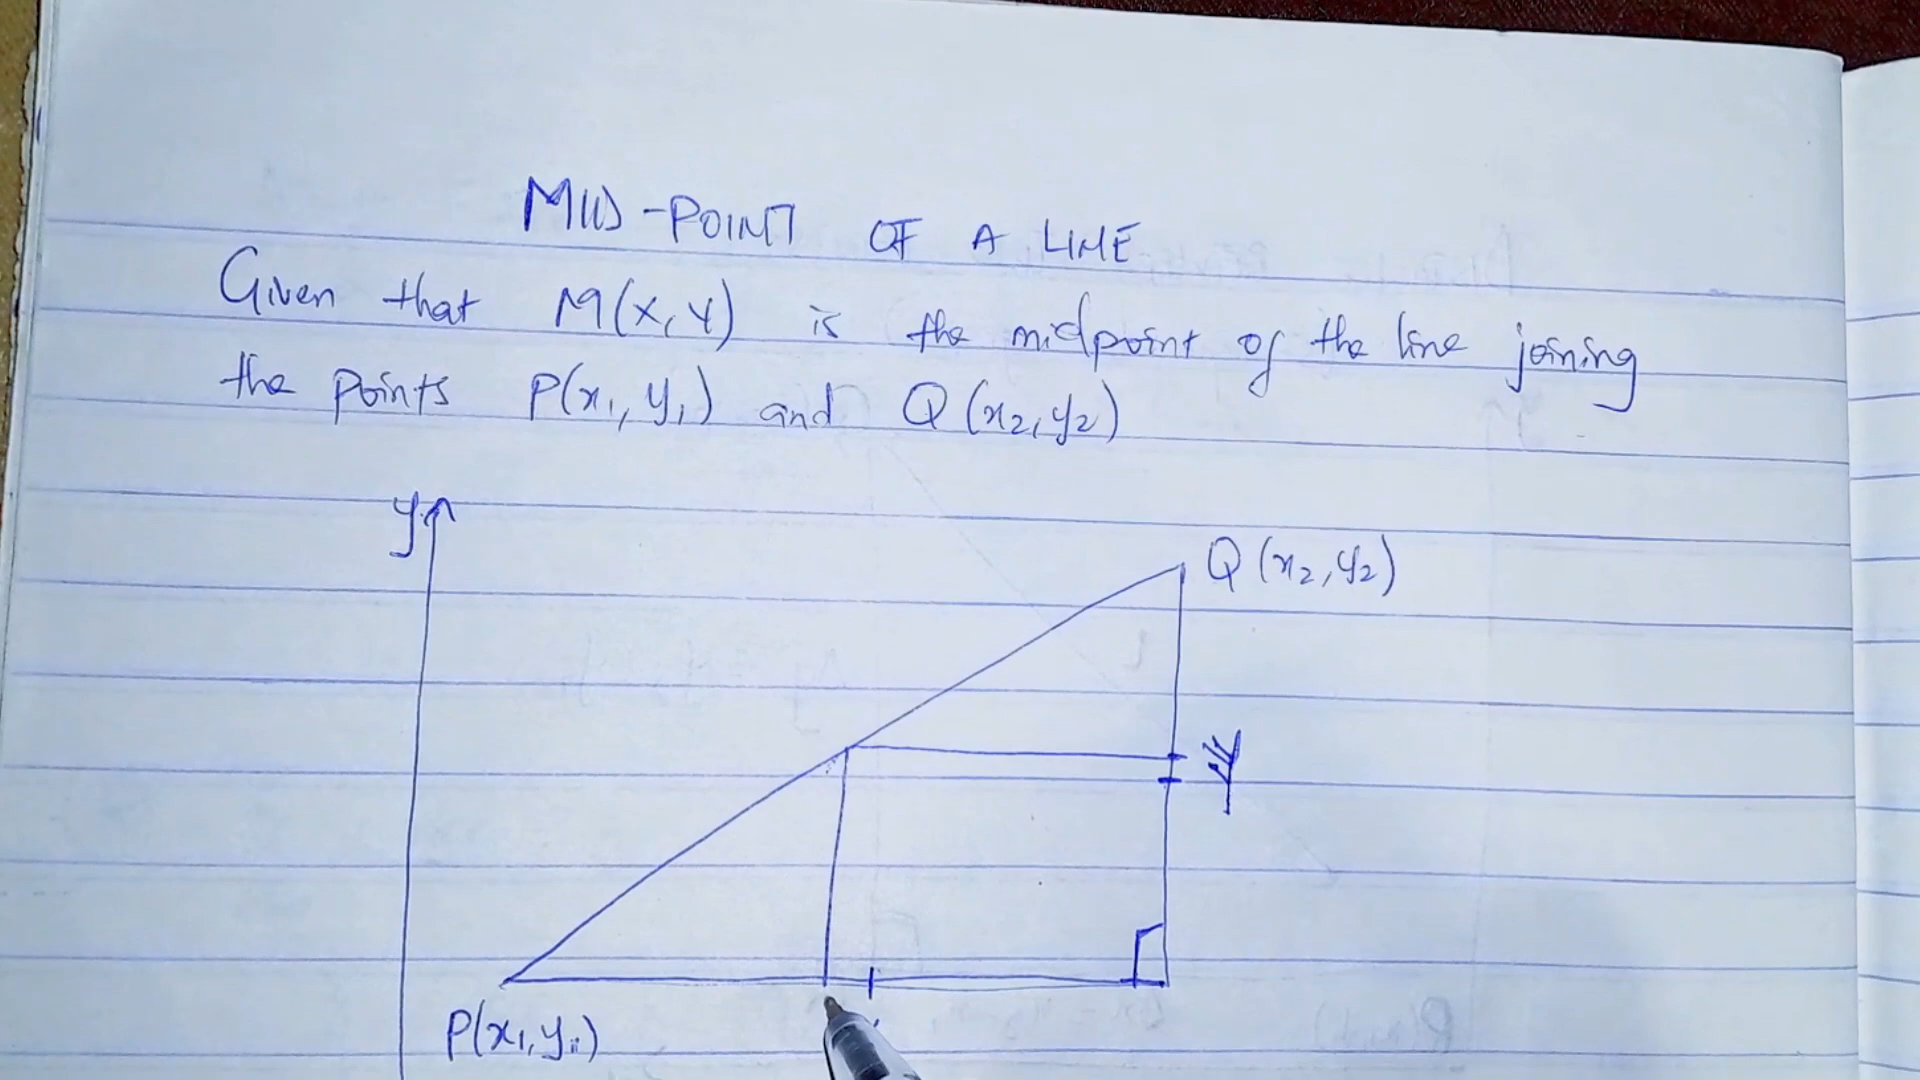 MID-POINT OF A LINE
Given that M(X, Y) is the midpoint of the line joining
the points P(x₁, y₁) and Q(x₂, y₂)
y
Q(x₂, y₂)
P(x₁, y₁)